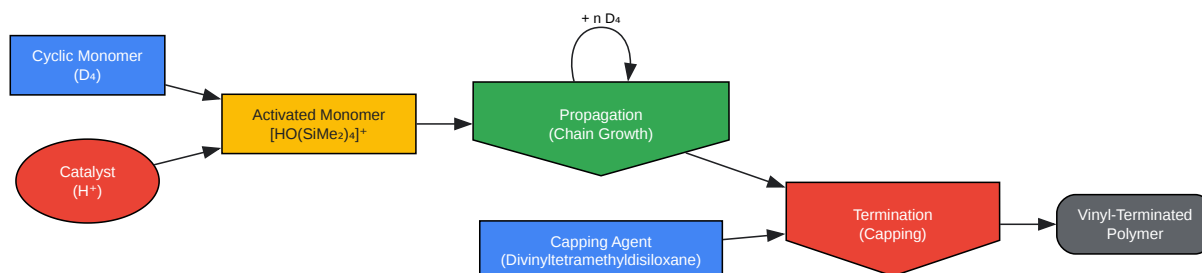 + n D₄
Cyclic Monomer
(D₄)
Activated Monomer
[HO(SiMe₂)₄]⁺
Propagation
(Chain Growth)
Catalyst
(H⁺)
Capping Agent
(Divinyltetramethyldisiloxane)
Termination
(Capping)
Vinyl-Terminated
Polymer